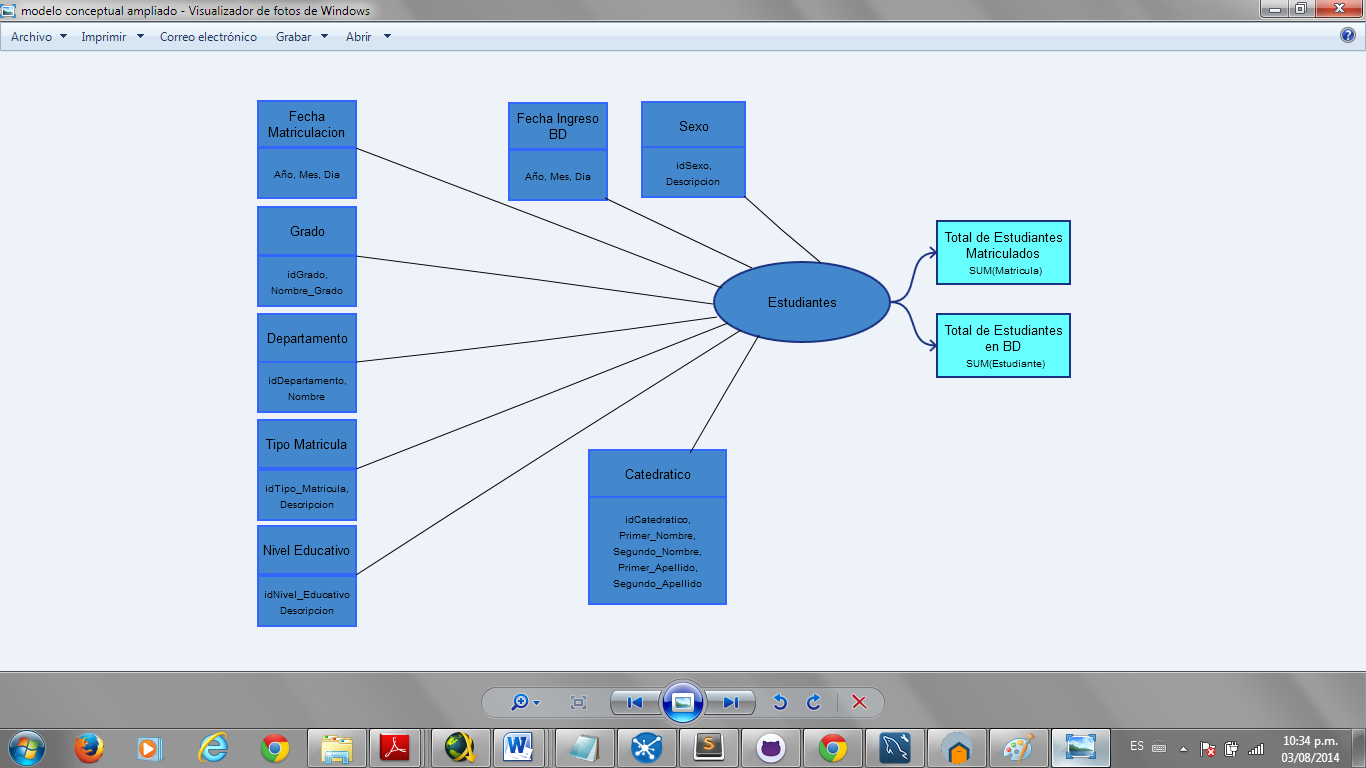 modelo conceptual ampliado - Visualizador de fotos de Windows
Archivo Imprimir Correo electrónico Grabar Abrir
Fecha
Matriculacion
Año, Mes, Dia
Grado
idGrado,
Nombre_Grado
Departamento
idDepartamento,
Nombre
Tipo Matricula
idTipo_Matricula,
Descripcion
Nivel Educativo
idNivel_Educativo
Descripcion
Fecha Ingreso
BD
Año, Mes, Dia
Sexo
idSexo,
Descripcion
Estudiantes
Total de Estudiantes
Matriculados
SUM(Matricula)
Total de Estudiantes
en BD
SUM(Estudiante)
Catedratico
idCatedratico,
Primer_Nombre,
Segundo_Nombre,
Primer_Apellido,
Segundo_Apellido
ES
10:34 p.m.
03/08/2014